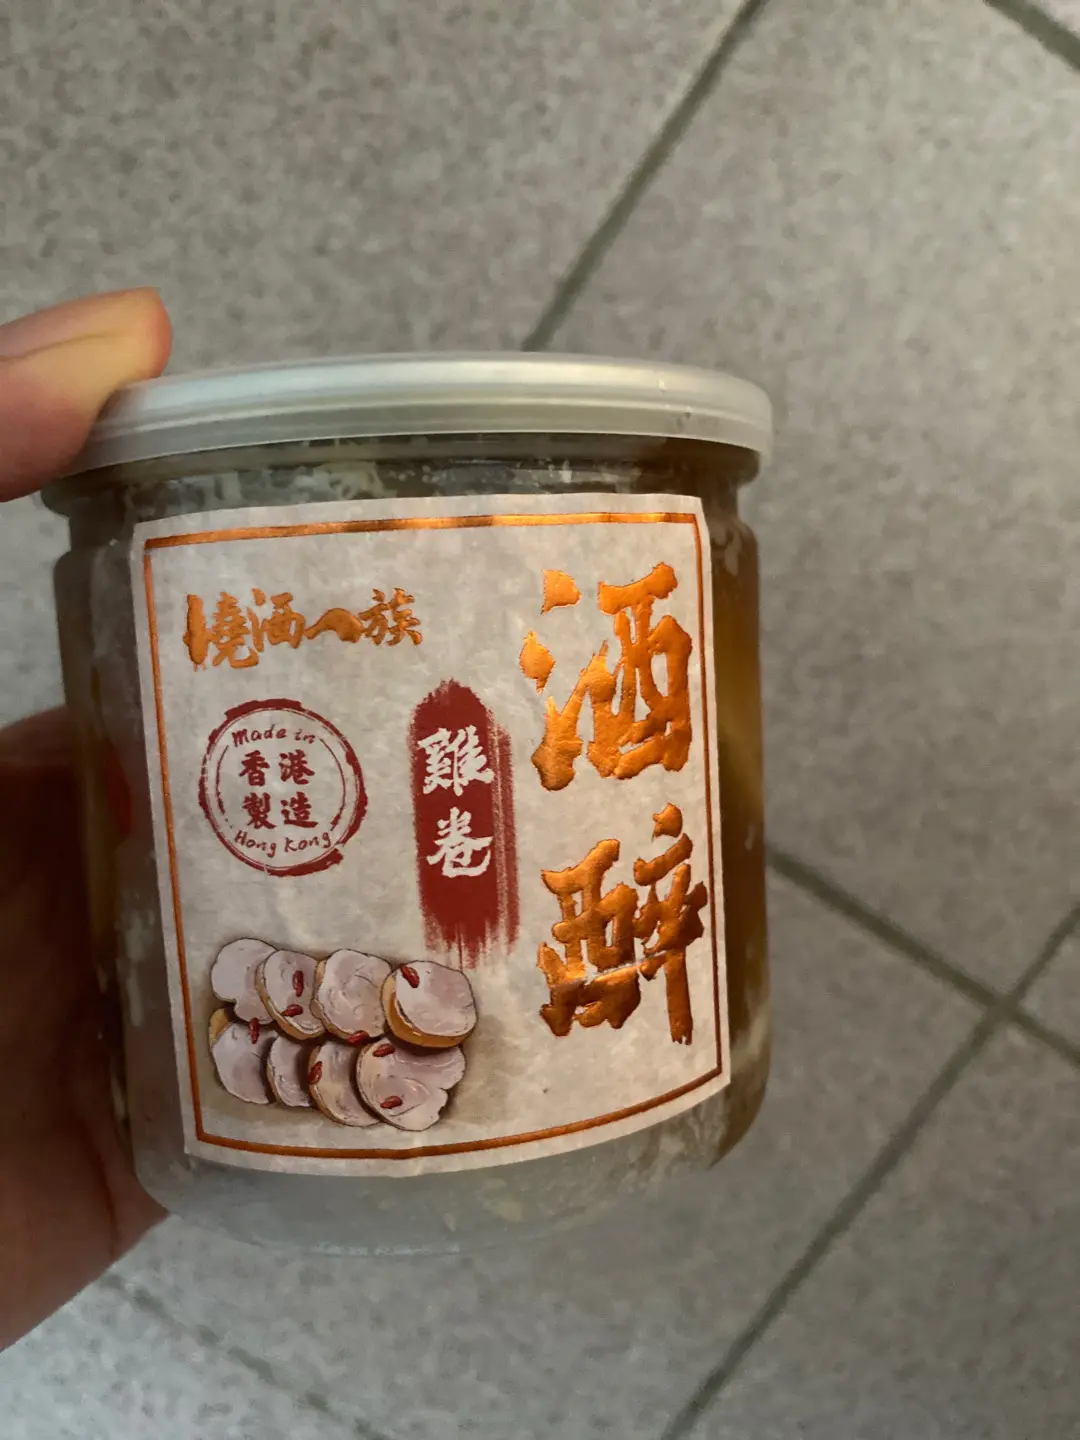 燒酒一族
Made in
香港
製造
Hong Kong
雞卷
酒醉